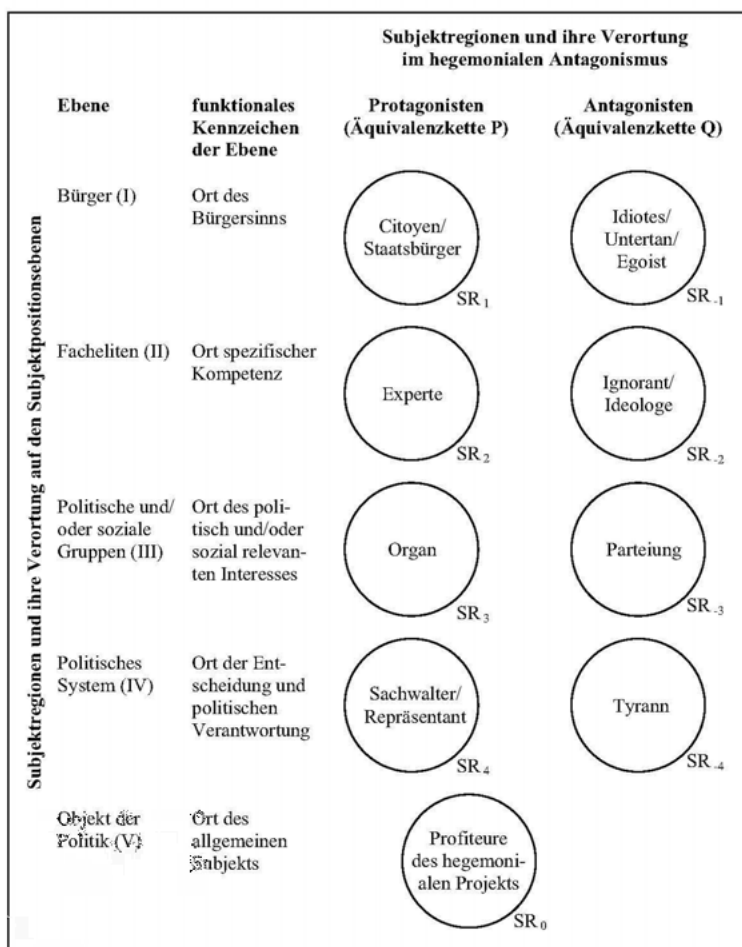 Subjektregionen und ihre Verortung
im hegemonialen Antagonismus
Ebene
funktionales
Kennzeichen
der Ebene
Protagonisten
(Äquivalenzkette P)
Antagonisten
(Äquivalenzkette Q)
Subjektregionen und ihre Verortung auf den Subjektpositionsebenen
Bürger (I)
Ort des
Bürgersinns
Citoyen/
Staatsbürger
SR1
Idiotes/
Untertan/
Egoist
SR-1
Facheliten (II)
Ort spezifischer
Kompetenz
Experte
SR2
Ignorant/
Ideologe
SR-2
Politische und/
oder soziale
Gruppen (III)
Ort des poli-
tisch und/oder
sozial relevan-
ten Interesses
Organ
SR3
Parteiung
SR-3
Politisches
System (IV)
Ort der Ent-
scheidung und
politischen
Verantwortung
Sachwalter/
Repräsentant
SR4
Tyrann
SR-4
Objekt der
Politik (V)
Ort des
allgemeinen
Subjekts
Profiteure
des hegemoni-
alen Projekts
SR0